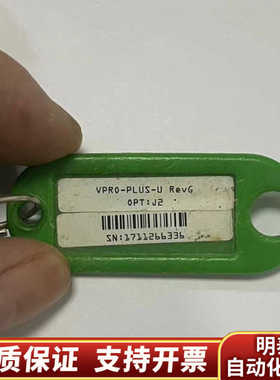 VPRO-PLUS-U RevG
OPT:J2
SN:1711266336
质保证 支持开票
明
自动化